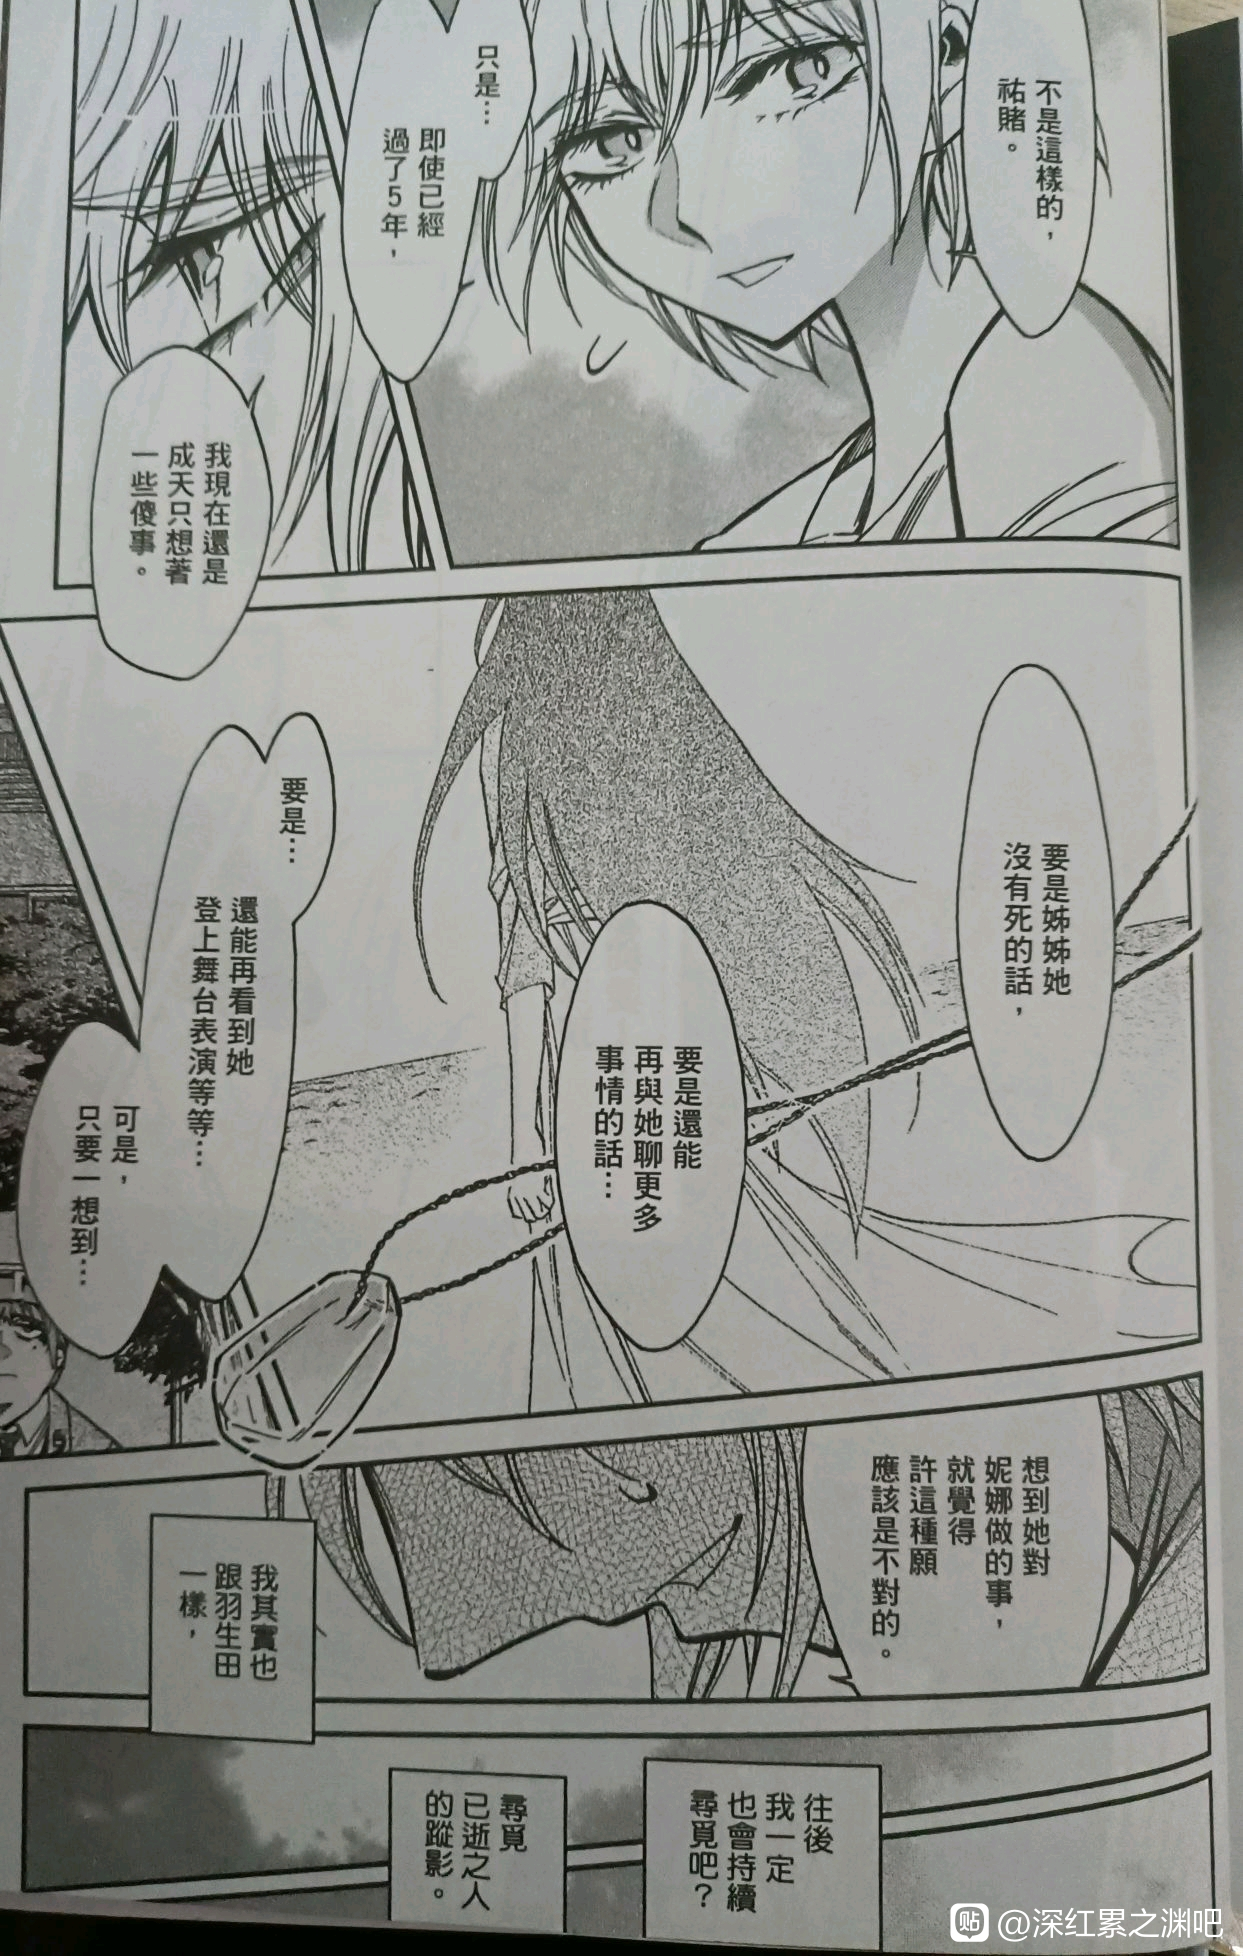 不是這樣的，
祐賭。
只是…
即使已經
過了5年，
我現在還是
成天只想著
一些傻事。
要是姊姊她
沒有死的話，
要是還能
再與她聊更多
事情的話…
要是…
還能再看到她
登上舞台表演等等…
可是，
只要一想到…
想到她對
妮娜做的事，
就覺得
許這種願
應該是不對的。
我其實也
跟羽生田
一樣，
往後
我一定
也會持續
尋覓吧？
尋覓
已逝之人
的蹤影。
貼 @深红累之渊吧